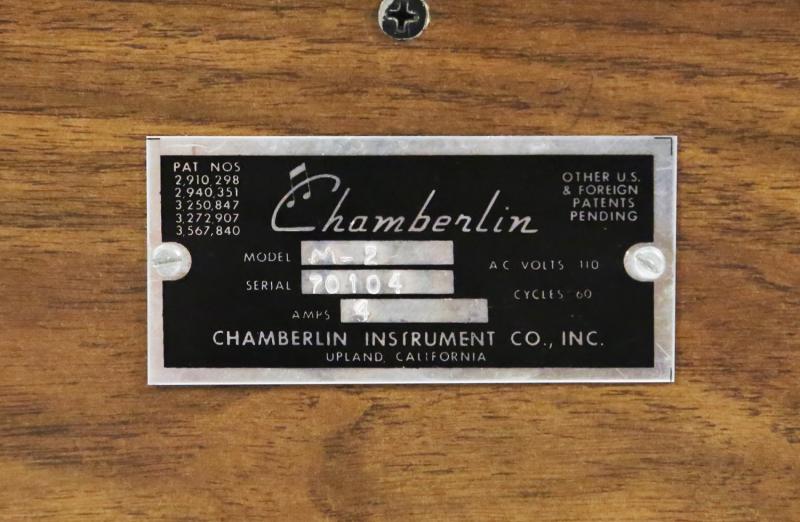 PAT NOS
2,910,298
2,940,351
3,250,847
3,272,907
3,567,840
Chamberlin
OTHER U.S.
& FOREIGN
PATENTS
PENDING
MODEL M-2
SERIAL 70104
AMPS 4
AC VOLTS 110
CYCLES 60
CHAMBERLIN INSTRUMENT CO., INC.
UPLAND, CALIFORNIA